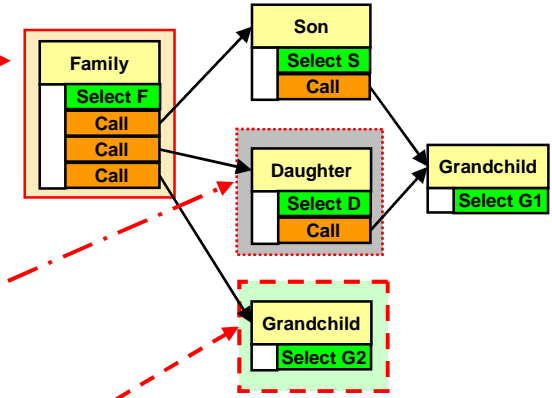 Family
Select F
Call
Call
Call
Son
Select S
Call
Daughter
Select D
Call
Grandchild
Select G2
Grandchild
Select G1